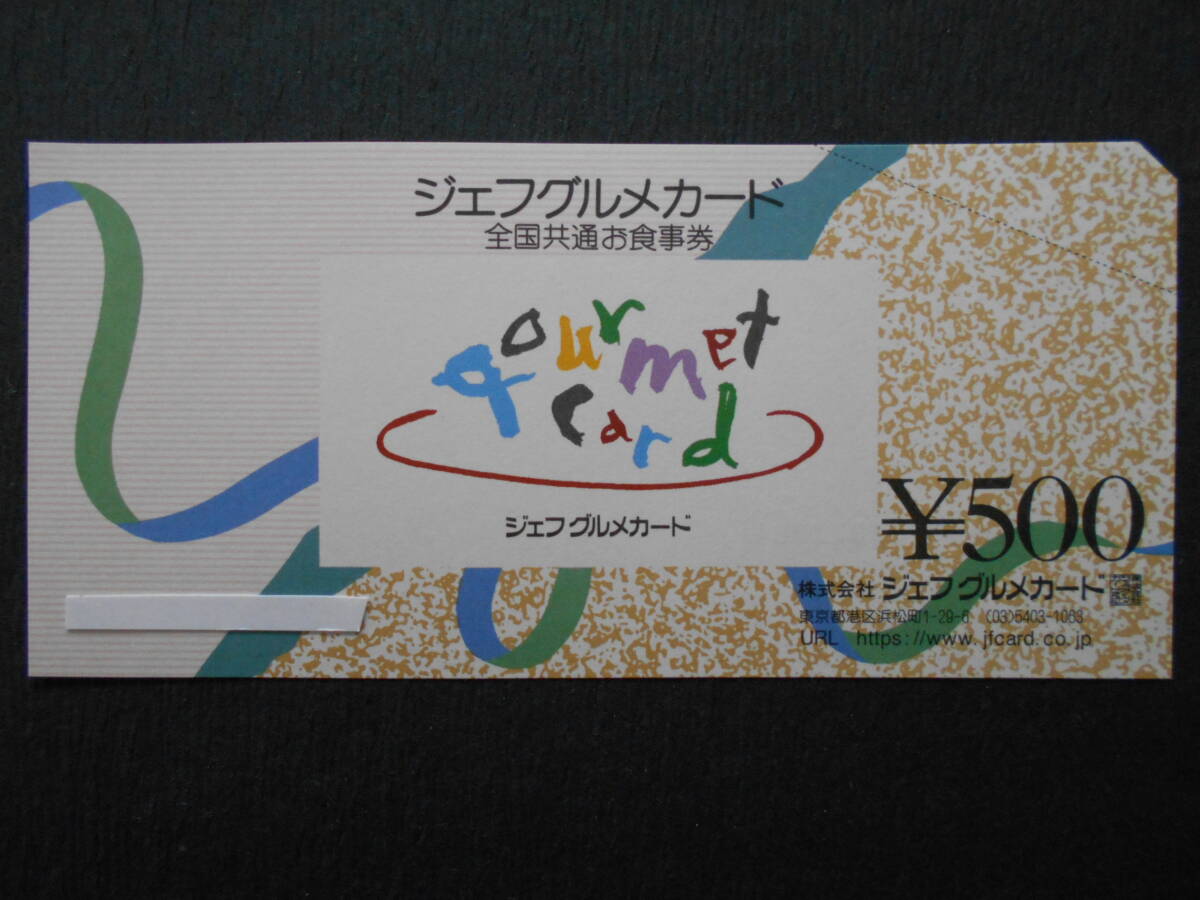 ジェフグルメカード
全国共通お食事券
gourmet
card
ジェフグルメカード
¥500
株式会社 ジェフグルメカード
東京都港区浜松町1-29-6 (03)5403-1068
URL https://www.jfcard.co.jp